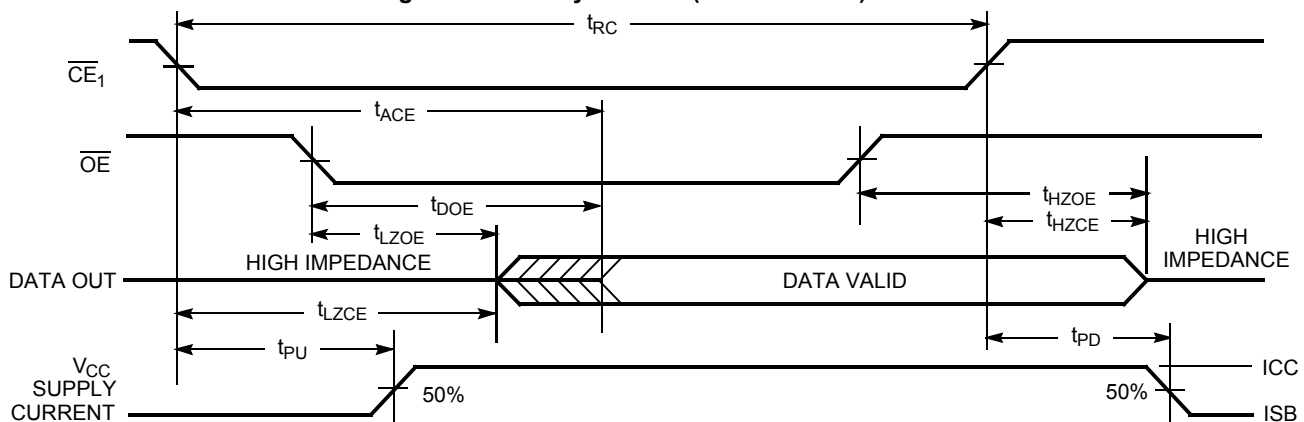 tRC
CE1
tACE
OE
tDOE
tHZOE
tLZOE
tHZCE
HIGH IMPEDANCE
HIGH
IMPEDANCE
DATA OUT
DATA VALID
tLZCE
tPU
tPD
VCC
SUPPLY
CURRENT
50%
50%
ICC
ISB